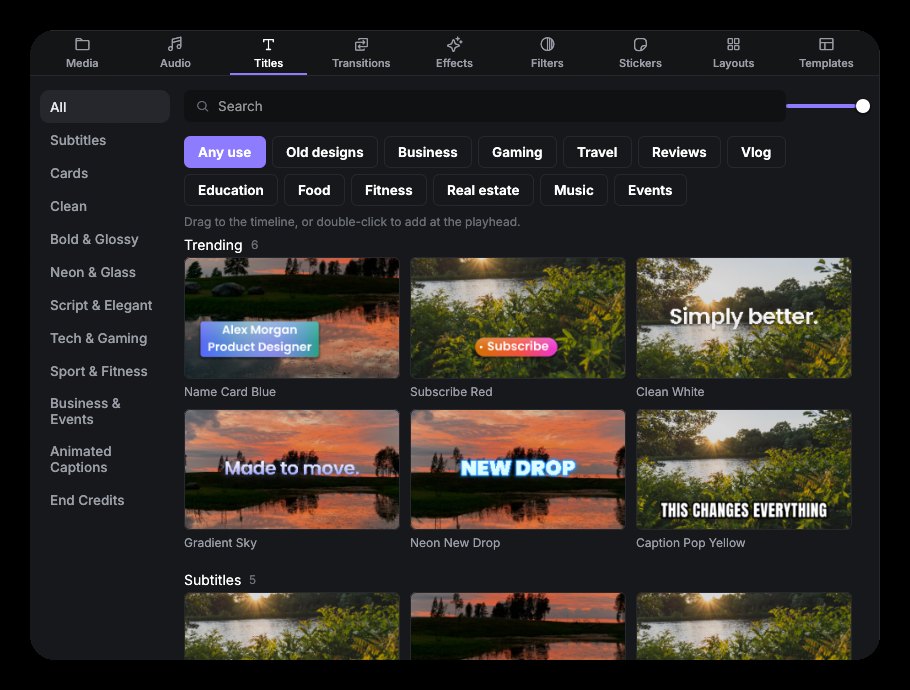 Media
Audio
Titles
Transitions
Effects
Filters
Stickers
Layouts
Templates
All
Subtitles
Cards
Clean
Bold & Glossy
Neon & Glass
Script & Elegant
Tech & Gaming
Sport & Fitness
Business &
Events
Animated
Captions
End Credits
Search
Any use
Old designs
Business
Gaming
Travel
Reviews
Vlog
Education
Food
Fitness
Real estate
Music
Events
Drag to the timeline, or double-click to add at the playhead.
Trending 6
Alex Morgan
Product Designer
Name Card Blue
Subscribe
Subscribe Red
Simply better.
Clean White
Made to move.
Gradient Sky
NEW DROP
Neon New Drop
THIS CHANGES EVERYTHING
Caption Pop Yellow
Subtitles 5